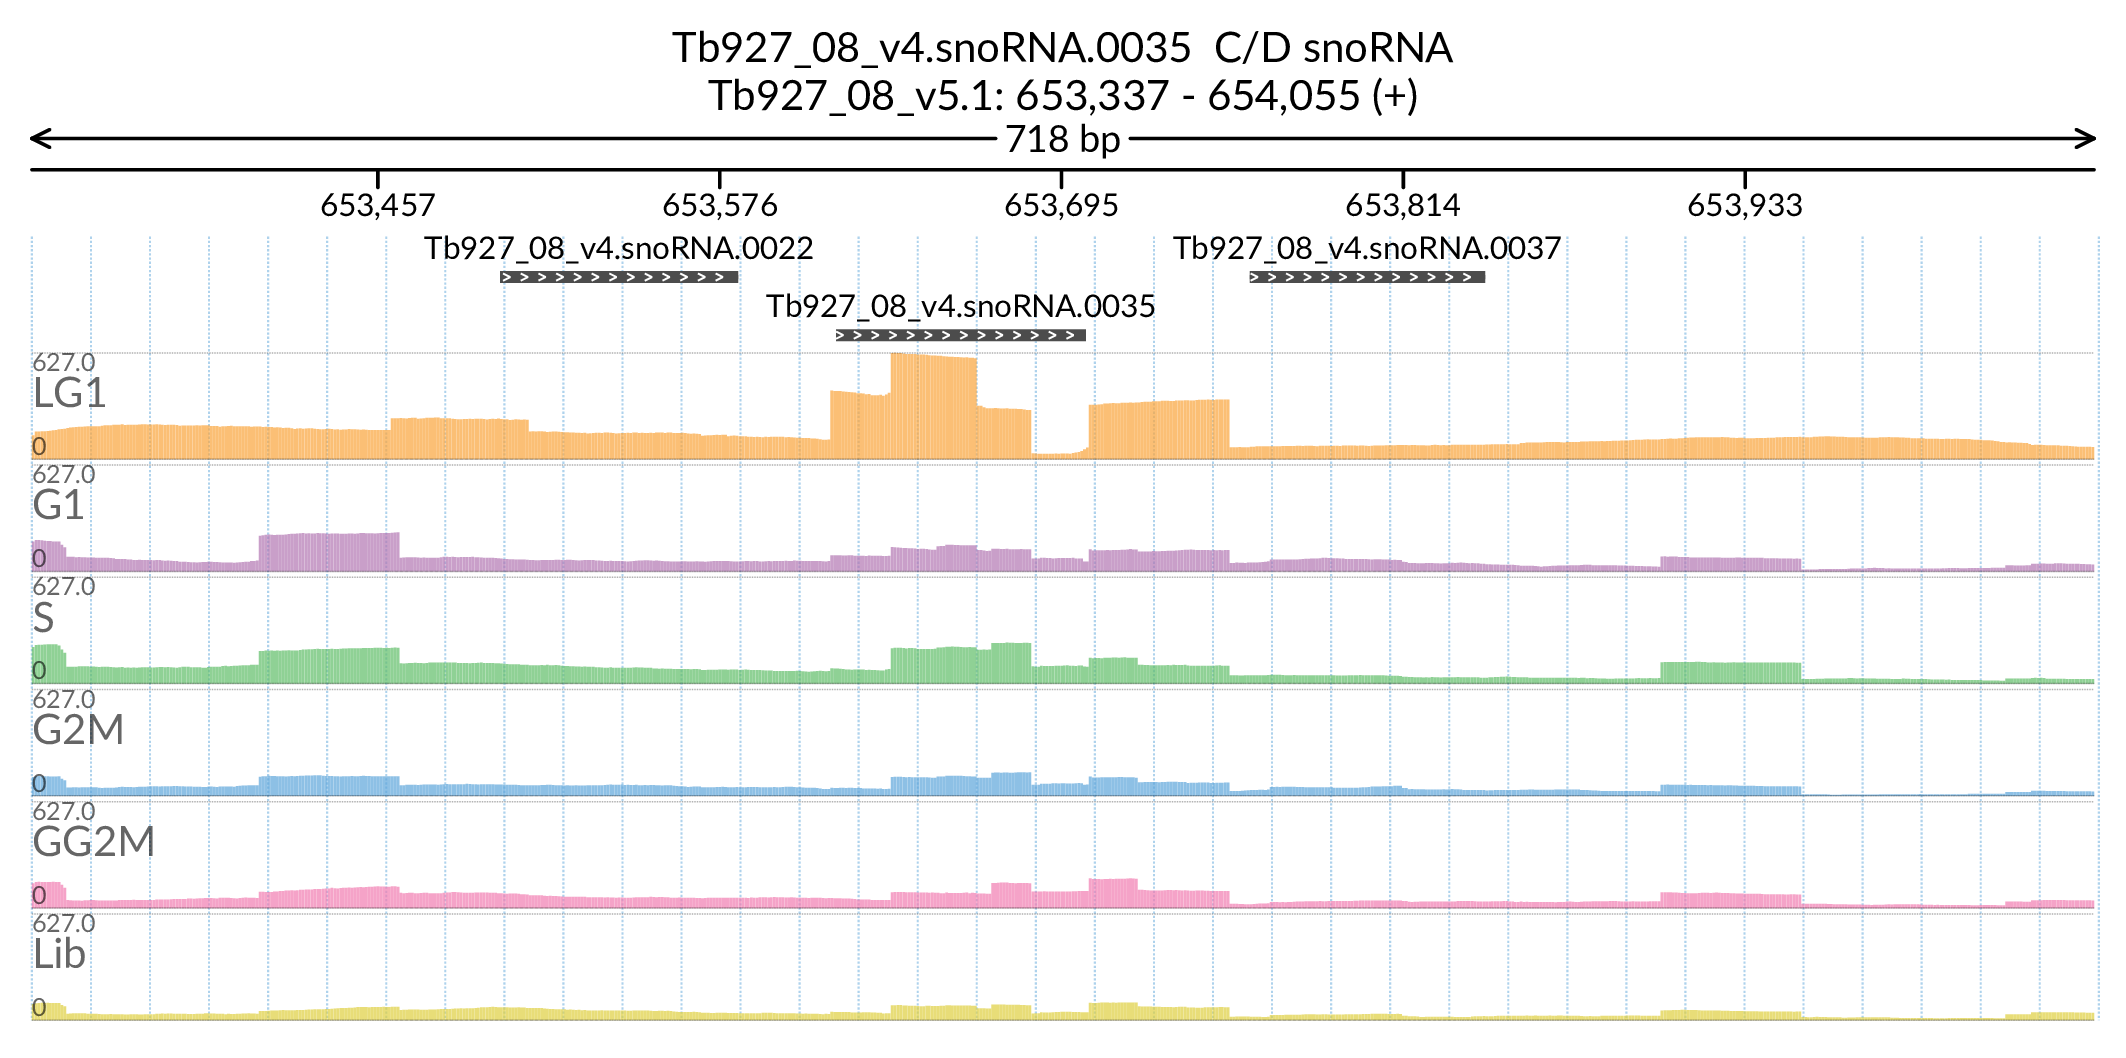 Tb927_08_v4.snoRNA.0035  C/D snoRNA
Tb927_08_v5.1: 653,337 - 654,055 (+)
718 bp
653,457 653,576 653,695 653,814 653,933
Tb927_08_v4.snoRNA.0022 Tb927_08_v4.snoRNA.0037
Tb927_08_v4.snoRNA.0035
627.0
LG1
0
627.0
G1
0
627.0
S
0
627.0
G2M
0
627.0
GG2M
0
627.0
Lib
0